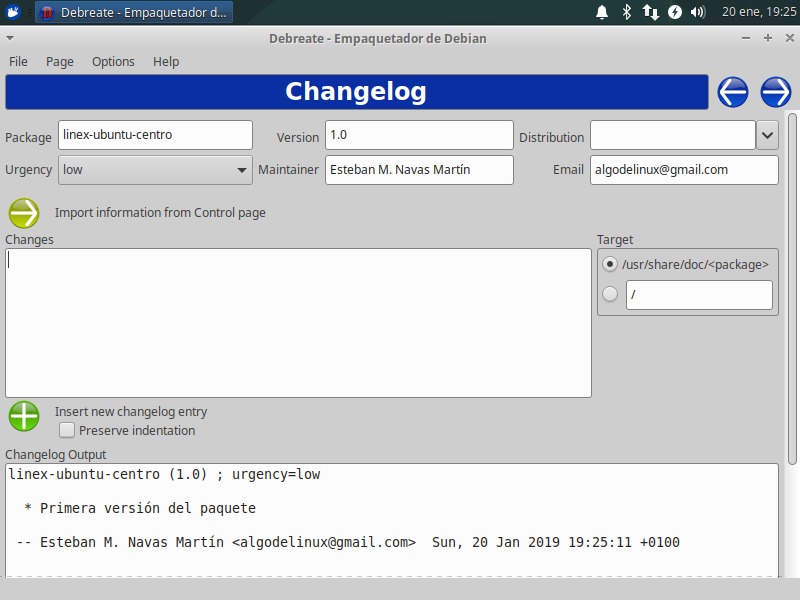 Debreate - Empaquetador d...
20 ene, 19:25
Debreate - Empaquetador de Debian
File Page Options Help
Changelog
Package linex-ubuntu-centro Version 1.0 Distribution
Urgency low Maintainer Esteban M. Navas Martín Email algodelinux@gmail.com
Import information from Control page
Changes Target
/usr/share/doc/<package>
/
Insert new changelog entry
Preserve indentation
Changelog Output
linex-ubuntu-centro (1.0) ; urgency=low
* Primera versión del paquete
-- Esteban M. Navas Martín <algodelinux@gmail.com>  Sun, 20 Jan 2019 19:25:11 +0100